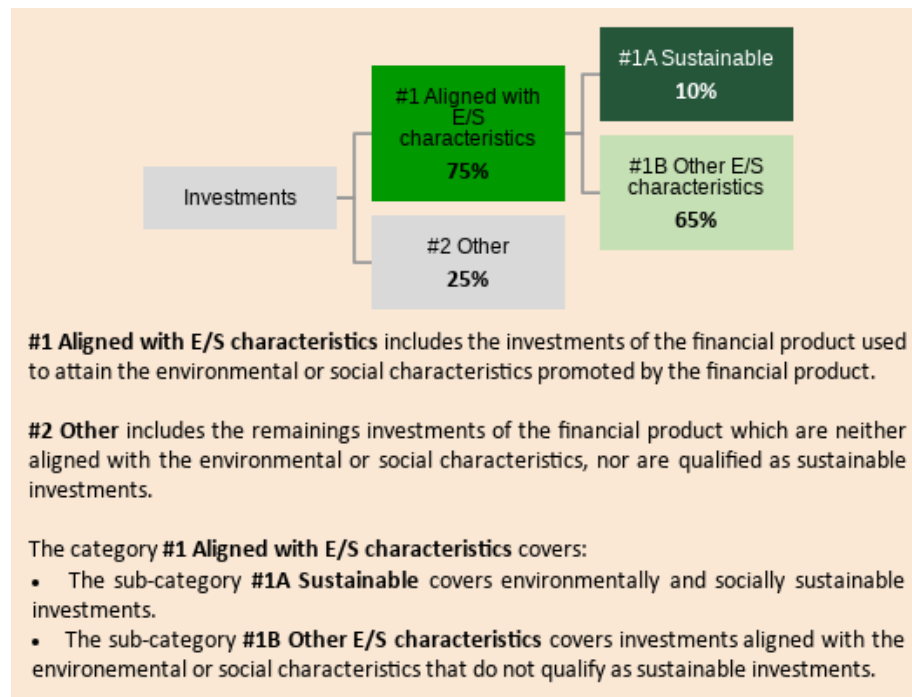 #1A Sustainable
10%
#1 Aligned with
E/S
characteristics
75%
#1B Other E/S
characteristics
65%
Investments
#2 Other
25%
#1 Aligned with E/S characteristics includes the investments of the financial product used
to attain the environmental or social characteristics promoted by the financial product.
#2 Other includes the remainings investments of the financial product which are neither
aligned with the environmental or social characteristics, nor are qualified as sustainable
investments.
The category #1 Aligned with E/S characteristics covers:
• The sub-category #1A Sustainable covers environmentally and socially sustainable
investments.
• The sub-category #1B Other E/S characteristics covers investments aligned with the
environemental or social characteristics that do not qualify as sustainable investments.